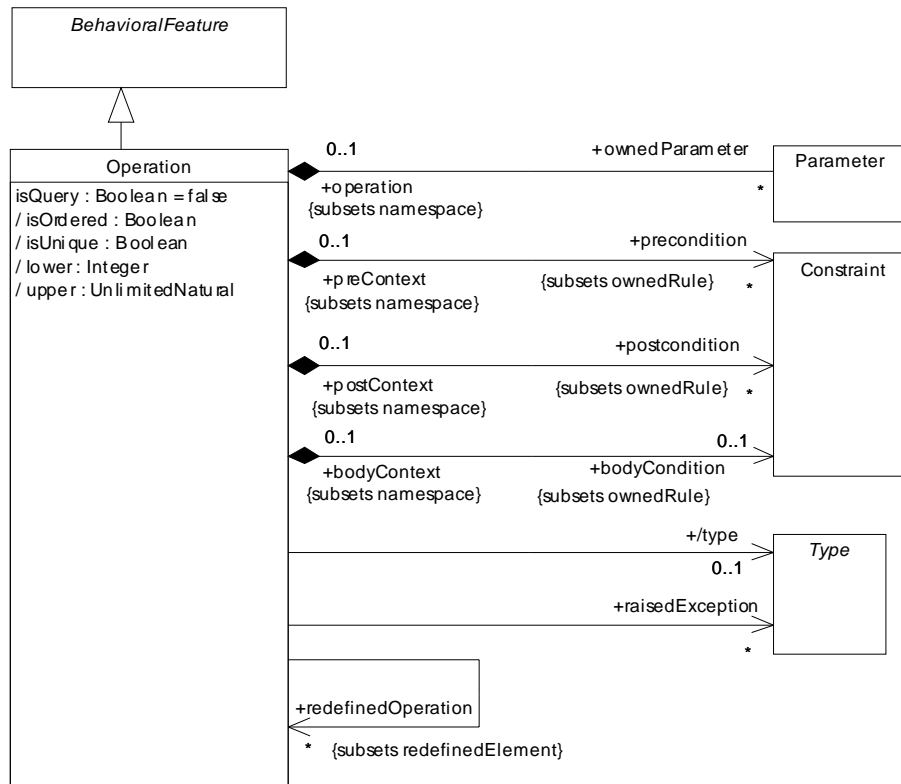 BehavioralFeature
Operation
isQuery : Boolean = false
/ isOrdered : Boolean
/ isUnique : Boolean
/ lower : Integer
/ upper : UnlimitedNatural
0..1
+ownedParameter
+operation
{subsets namespace}
*
Parameter
0..1
+precondition
+preContext
{subsets namespace}
{subsets ownedRule}
*
Constraint
0..1
+postcondition
+postContext
{subsets namespace}
{subsets ownedRule}
*
0..1
0..1
+bodyContext
{subsets namespace}
+bodyCondition
{subsets ownedRule}
+/type
0..1
Type
+raisedException
*
+redefinedOperation
*
{subsets redefinedElement}